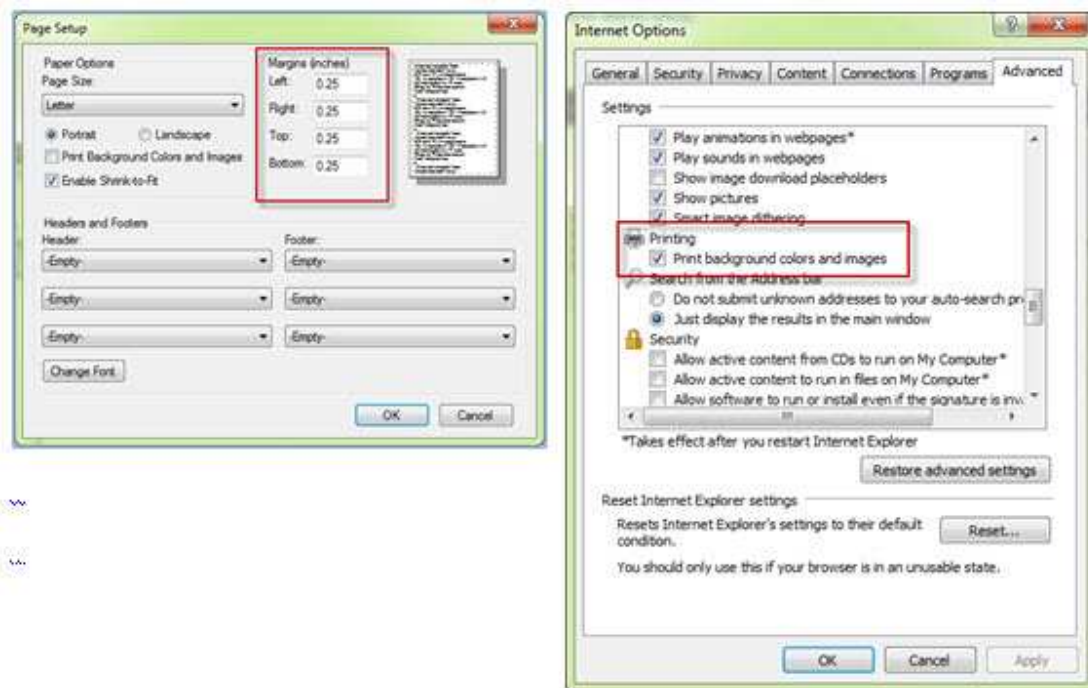 Page Setup
Paper Options
Page Size:
Letter
Portrait Landscape
Print Background Colors and Images
Enable Shrink-to-Fit
Margins (inches)
Left: 0.25
Right: 0.25
Top: 0.25
Bottom: 0.25
Headers and Footers
Header: Footer:
-Empty- -Empty-
-Empty- -Empty-
-Empty- -Empty-
Change Font
OK Cancel
Internet Options
General Security Privacy Content Connections Programs Advanced
Settings
Play animations in webpages*
Play sounds in webpages
Show image download placeholders
Show pictures
Smart image dithering
Printing
Print background colors and images
Search from the Address bar
Do not submit unknown addresses to your auto-search pr
Just display the results in the main window
Security
Allow active content from CDs to run on My Computer*
Allow active content to run in files on My Computer*
Allow software to run or install even if the signature is inv
*Takes effect after you restart Internet Explorer
Restore advanced settings
Reset Internet Explorer settings
Resets Internet Explorer's settings to their default
condition.
Reset...
You should only use this if your browser is in an unusable state.
OK Cancel Apply